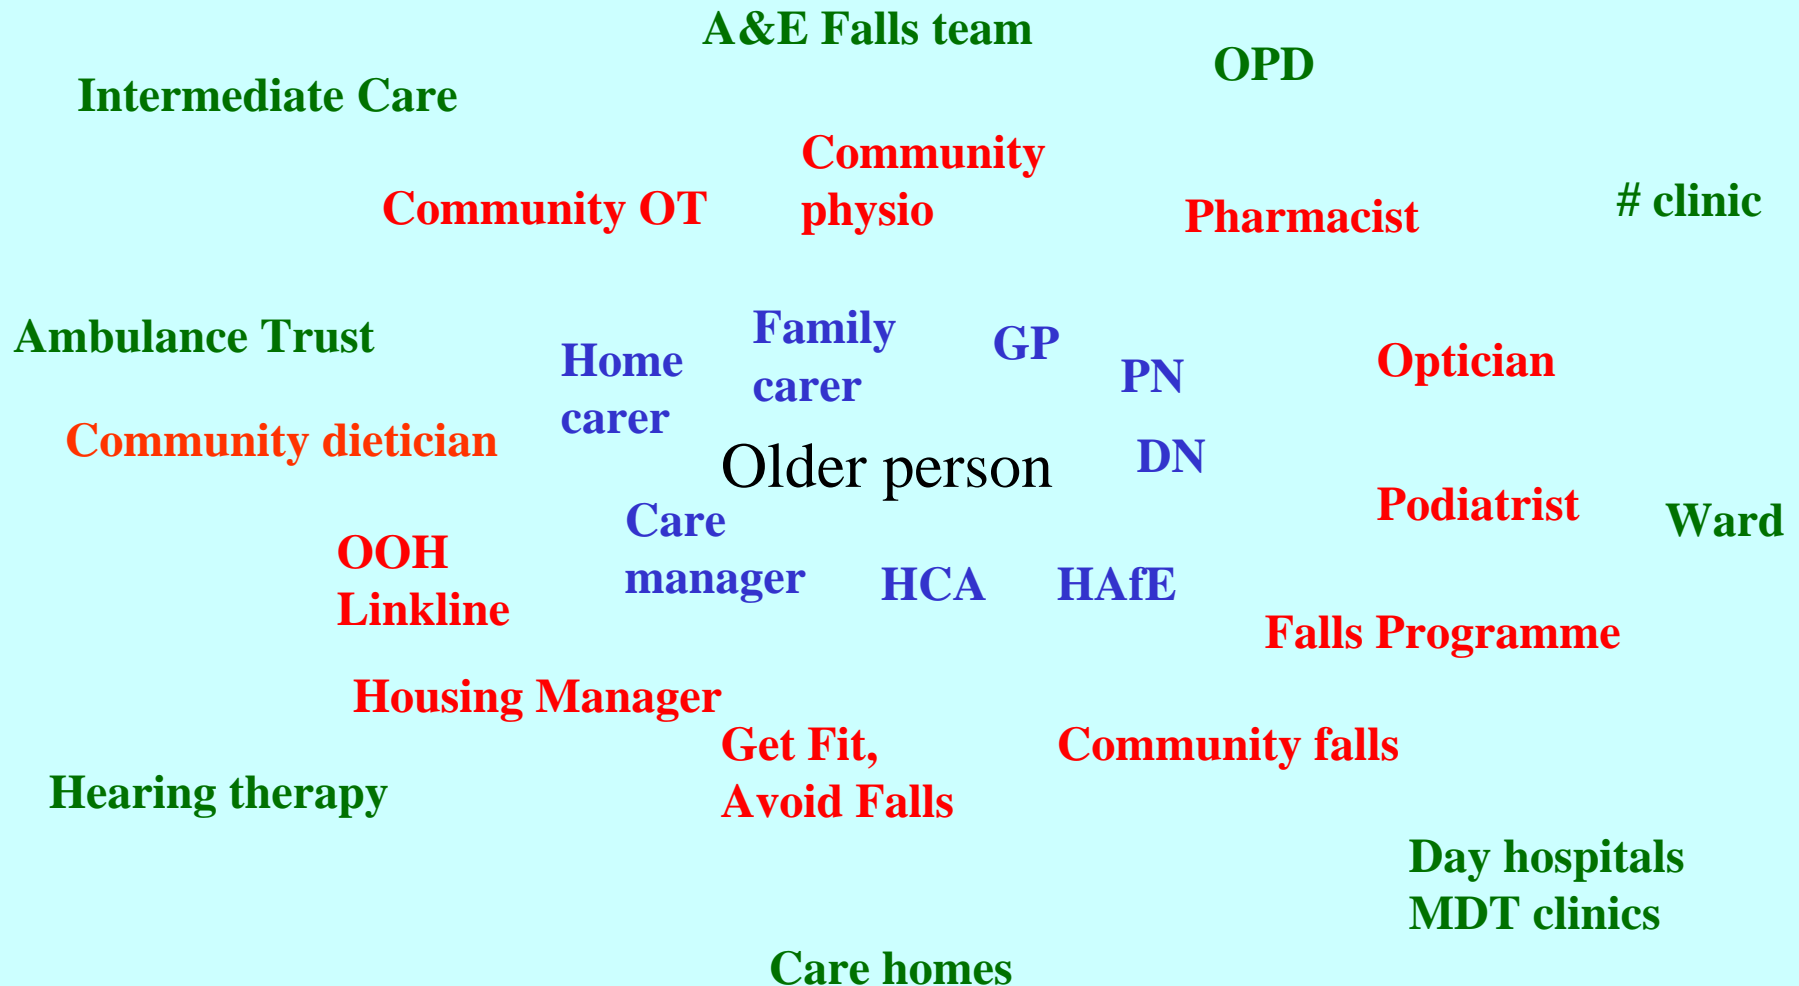 A&E Falls team
OPD
Intermediate Care
Community
physio
Community OT
Pharmacist
# clinic
Ambulance Trust
Home
carer
Family
carer
GP
PN
Optician
Community dietician
Older person
DN
Care
manager
Podiatrist
Ward
OOH
Linkline
HCA
HAfE
Falls Programme
Housing Manager
Get Fit,
Avoid Falls
Community falls
Hearing therapy
Day hospitals
MDT clinics
Care homes